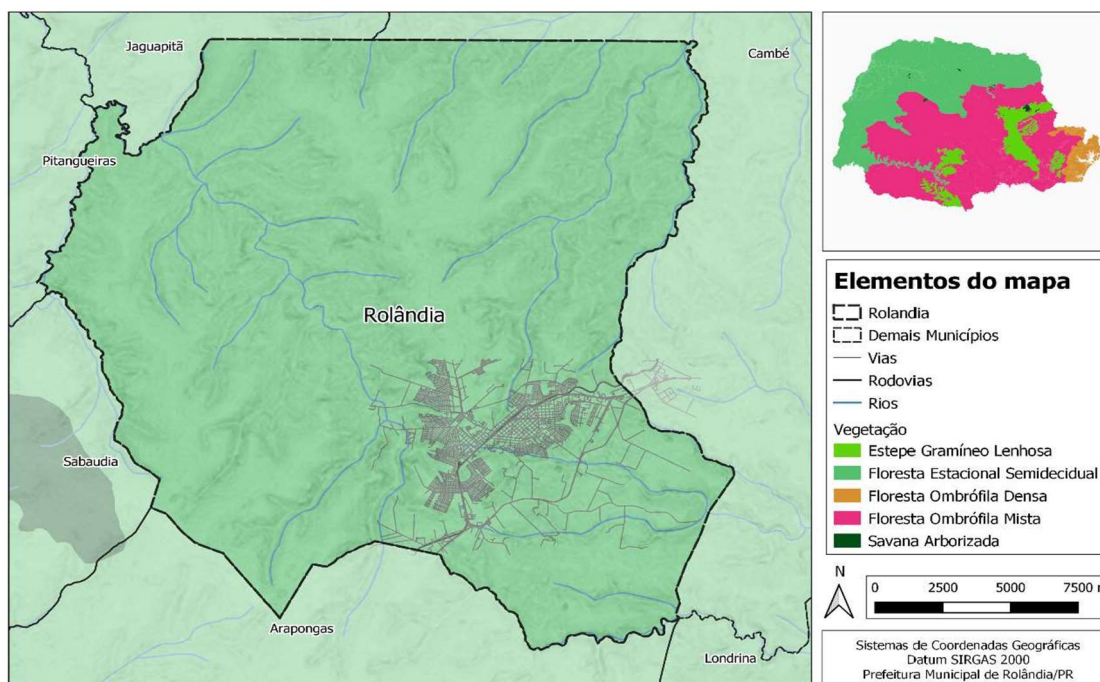 Jaguapitã
Cambé
Pitangueiras
Rolândia
Sabaudia
Arapongas
Londrina
Elementos do mapa
Rolandia
Demais Municípios
Vias
Rodovias
Rios
Vegetação
Estepe Gramíneo Lenhosa
Floresta Estacional Semidecidual
Floresta Ombrófila Densa
Floresta Ombrófila Mista
Savana Arborizada
N
0 2500 5000 7500 m
Sistemas de Coordenadas Geográficas
Datum SIRGAS 2000
Prefeitura Municipal de Rolândia/PR